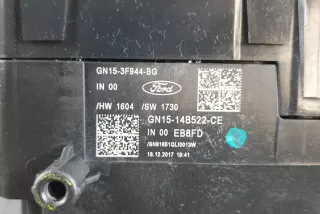 GN15-3F944-BG
IN 00
Ford
/HW 1604 /SW 1730
GN15-14B522-CE
IN 00 EB8FD
/BN91651QLI0013W
18.12.2017 19:41